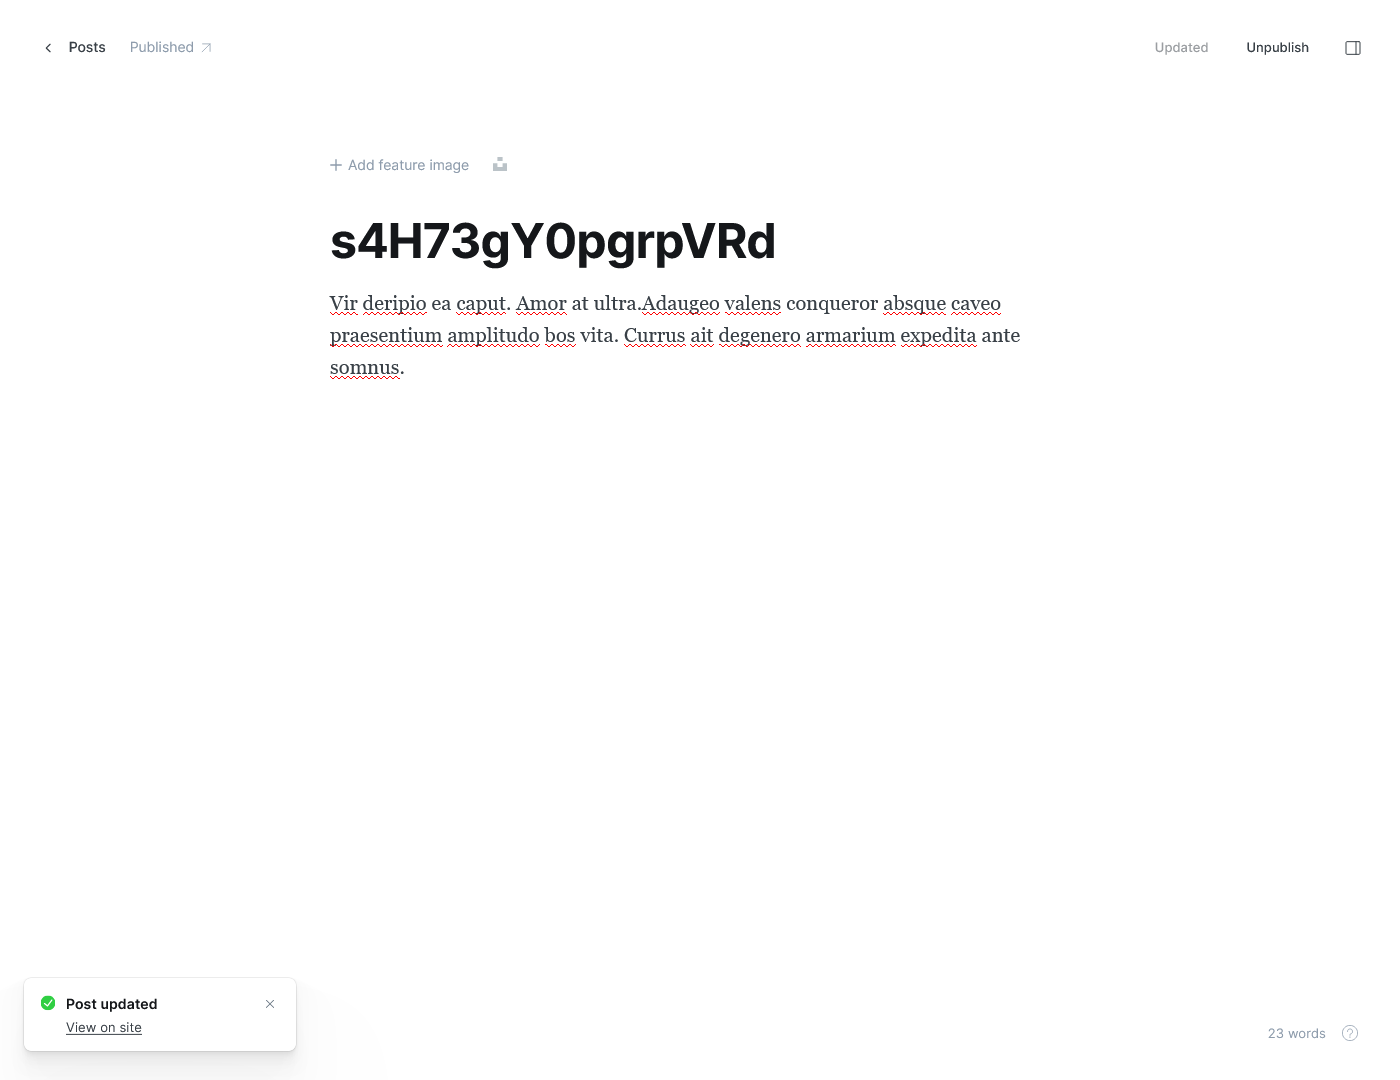 Posts Published
Updated Unpublish
Add feature image
s4H73gY0pgrpVRd
Vir deripio ea caput. Amor at ultra.Adaugeo valens conqueror absque caveo
praesentium amplitudo bos vita. Currus ait degenero armarium expedita ante
somnus.
Post updated
View on site
23 words